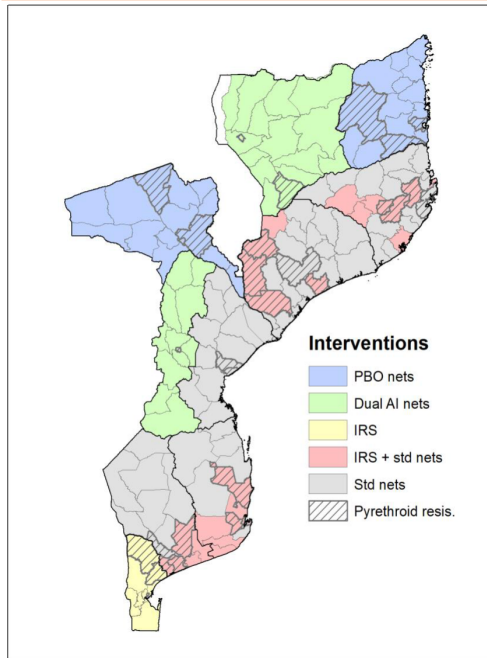 Interventions
PBO nets
Dual AI nets
IRS
IRS + std nets
Std nets
Pyrethroid resis.